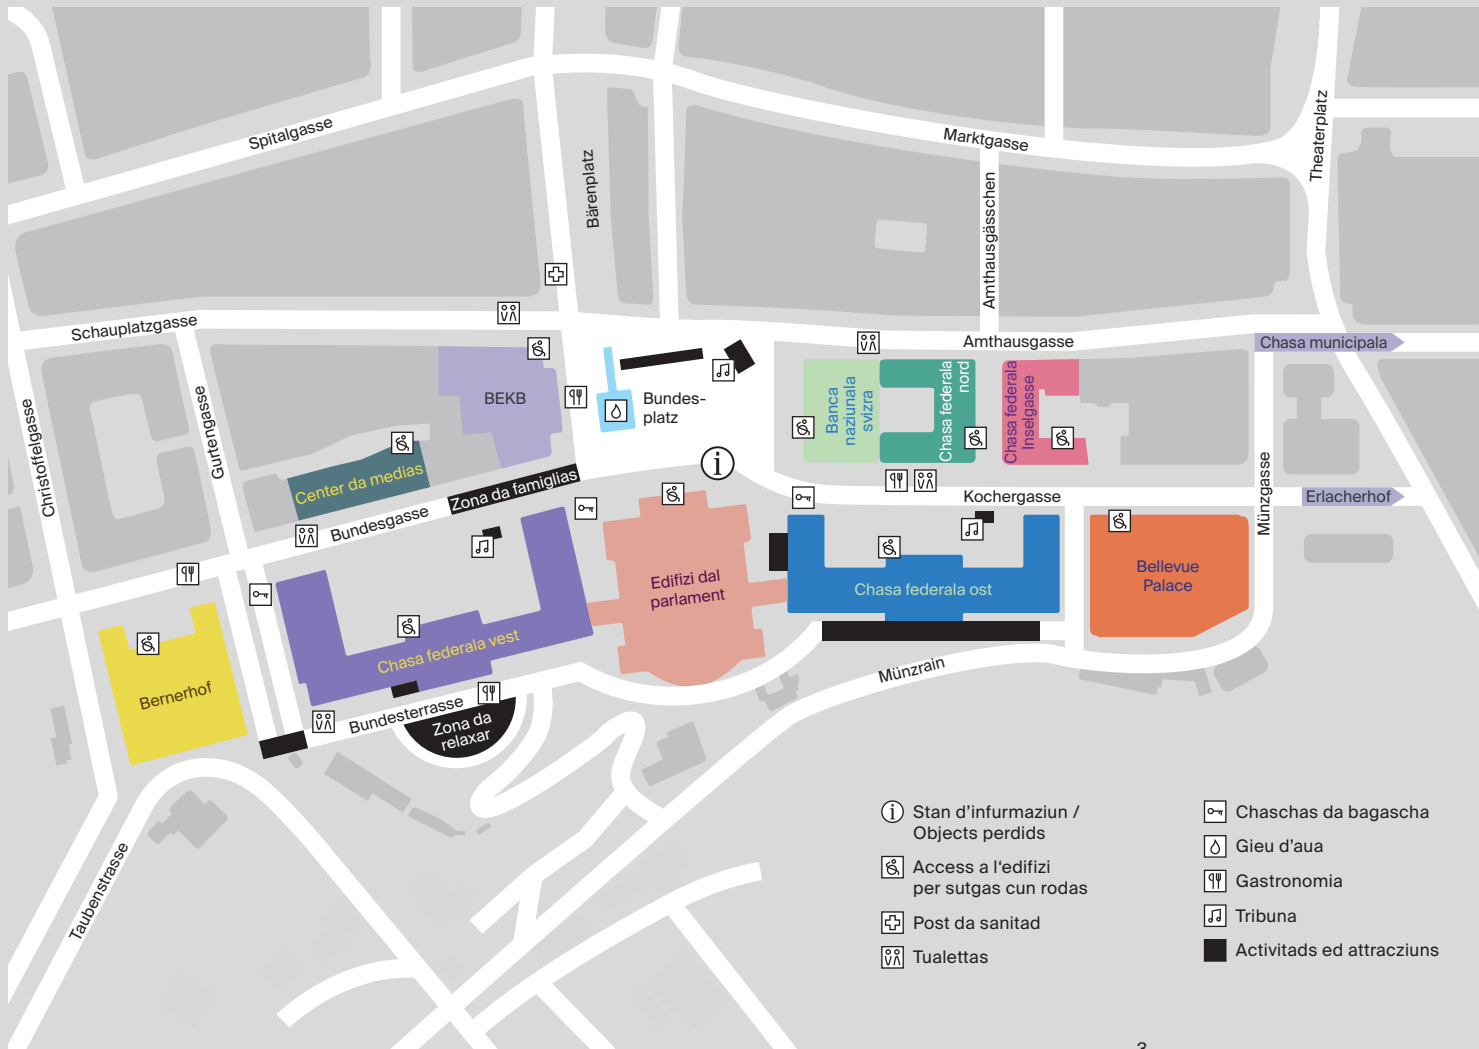 Spitalgasse
Marktgasse
Theaterplatz
Bärenplatz
Amthausgässchen
Schauplatzgasse
Amthausgasse
Chasa municipala
BEKB
Bundes-
platz
Banca
naziunala
svizra
Chasa federala
nord
Chasa federala
Inselgasse
Christoffelgasse
Gurtengasse
Center da medias
Zona da famiglias
Bundesgasse
Kochergasse
Erlacherhof
Münzgasse
Edifizi dal
parlament
Chasa federala ost
Bellevue
Palace
Chasa federala vest
Bernerhof
Bundesterrasse
Zona da
relaxar
Münzrain
Taubenstrasse
i
i
Stan d’infurmaziun /
Objects perdids
Access a l‘edifizi
per sutgas cun rodas
Post da sanitad
Tualettas
Chaschas da bagascha
Gieu d’aua
Gastronomia
Tribuna
Activitads ed attracziuns
3